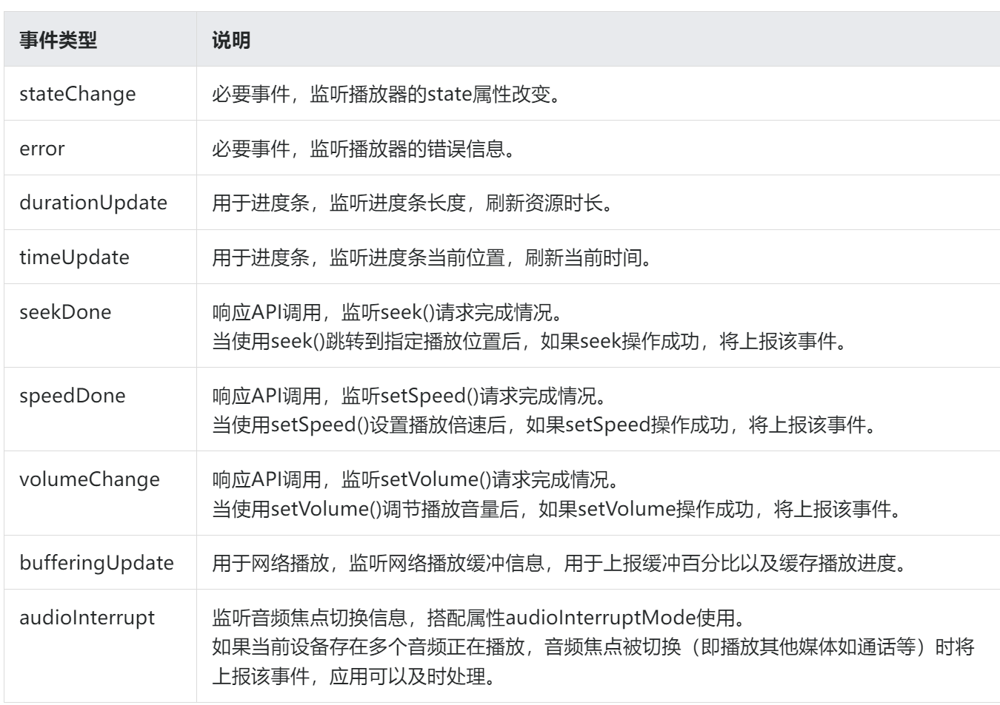 事件类型 说明
stateChange 必要事件，监听播放器的state属性改变。
error 必要事件，监听播放器的错误信息。
durationUpdate 用于进度条，监听进度条长度，刷新资源时长。
timeUpdate 用于进度条，监听进度条当前位置，刷新当前时间。
seekDone 响应API调用，监听seek()请求完成情况。
当使用seek()跳转到指定播放位置后，如果seek操作成功，将上报该事件。
speedDone 响应API调用，监听setSpeed()请求完成情况。
当使用setSpeed()设置播放倍速后，如果setSpeed操作成功，将上报该事件。
volumeChange 响应API调用，监听setVolume()请求完成情况。
当使用setVolume()调节播放音量后，如果setVolume操作成功，将上报该事件。
bufferingUpdate 用于网络播放，监听网络播放缓冲信息，用于上报缓冲百分比以及缓存播放进度。
audioInterrupt 监听音频焦点切换信息，搭配属性audioInterruptMode使用。
如果当前设备存在多个音频正在播放，音频焦点被切换（即播放其他媒体如通话等）时将
上报该事件，应用可以及时处理。